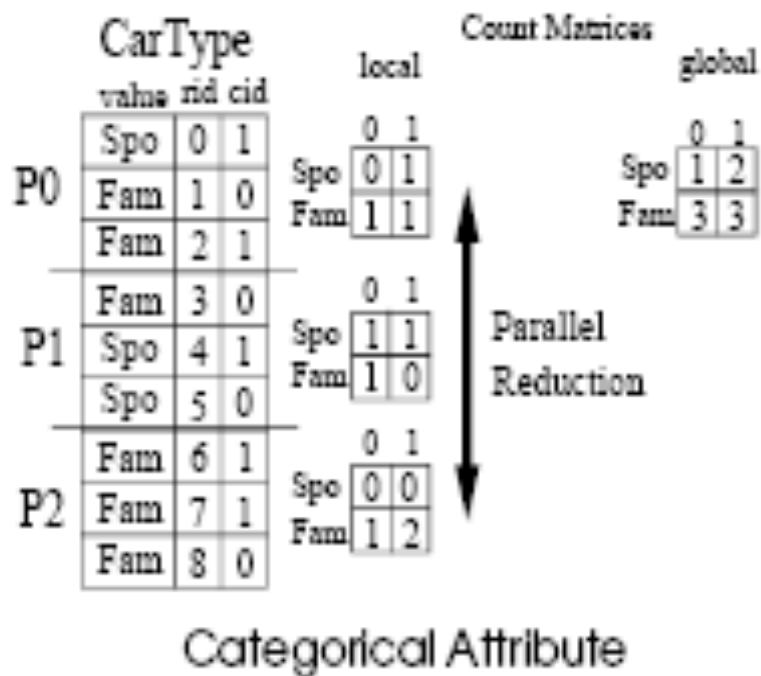 CarType
value rid cid
P0
Spo 0 1
Fam 1 0
Fam 2 1
P1
Fam 3 0
Spo 4 1
Spo 5 0
P2
Fam 6 1
Fam 7 1
Fam 8 0
Count Matrices
local
0 1
Spo 0 1
Fam 1 1
0 1
Spo 1 1
Fam 1 0
0 1
Spo 0 0
Fam 1 2
Parallel
Reduction
global
0 1
Spo 1 2
Fam 3 3
Categorical Attribute